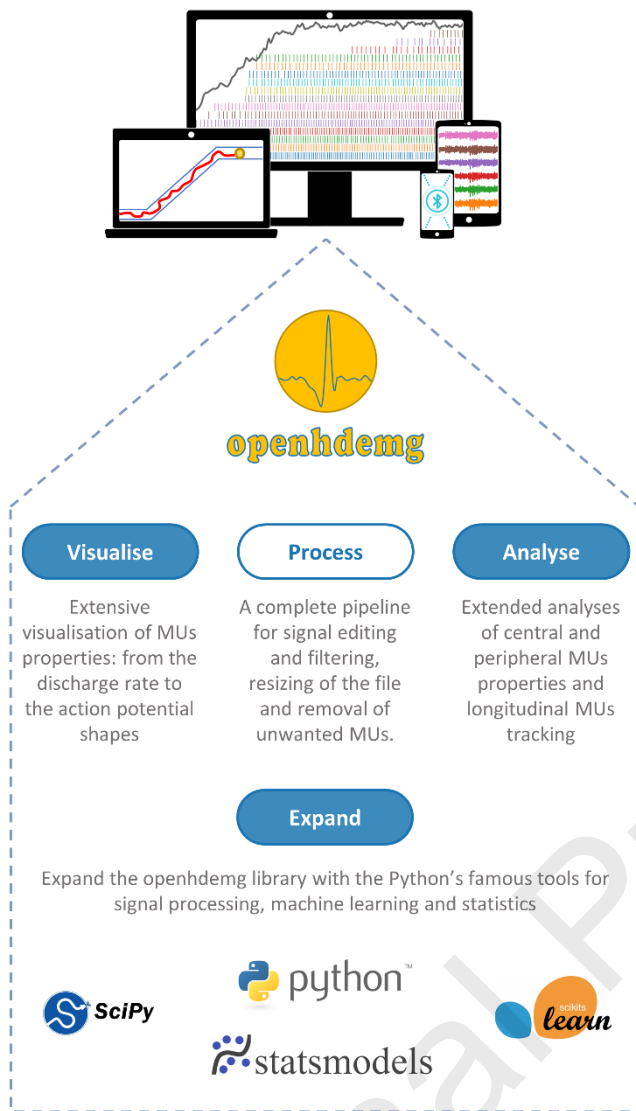 openhdemg
Visualise
Extensive
visualisation of MUs
properties: from the
discharge rate to
the action potential
shapes
Process
A complete pipeline
for signal editing
and filtering,
resizing of the file
and removal of
unwanted MUs.
Analyse
Extended analyses
of central and
peripheral MUs
properties and
longitudinal MUs
tracking
Expand
Expand the openhdemg library with the Python’s famous tools for
signal processing, machine learning and statistics
SciPy
python™
scikits
learn
statsmodels